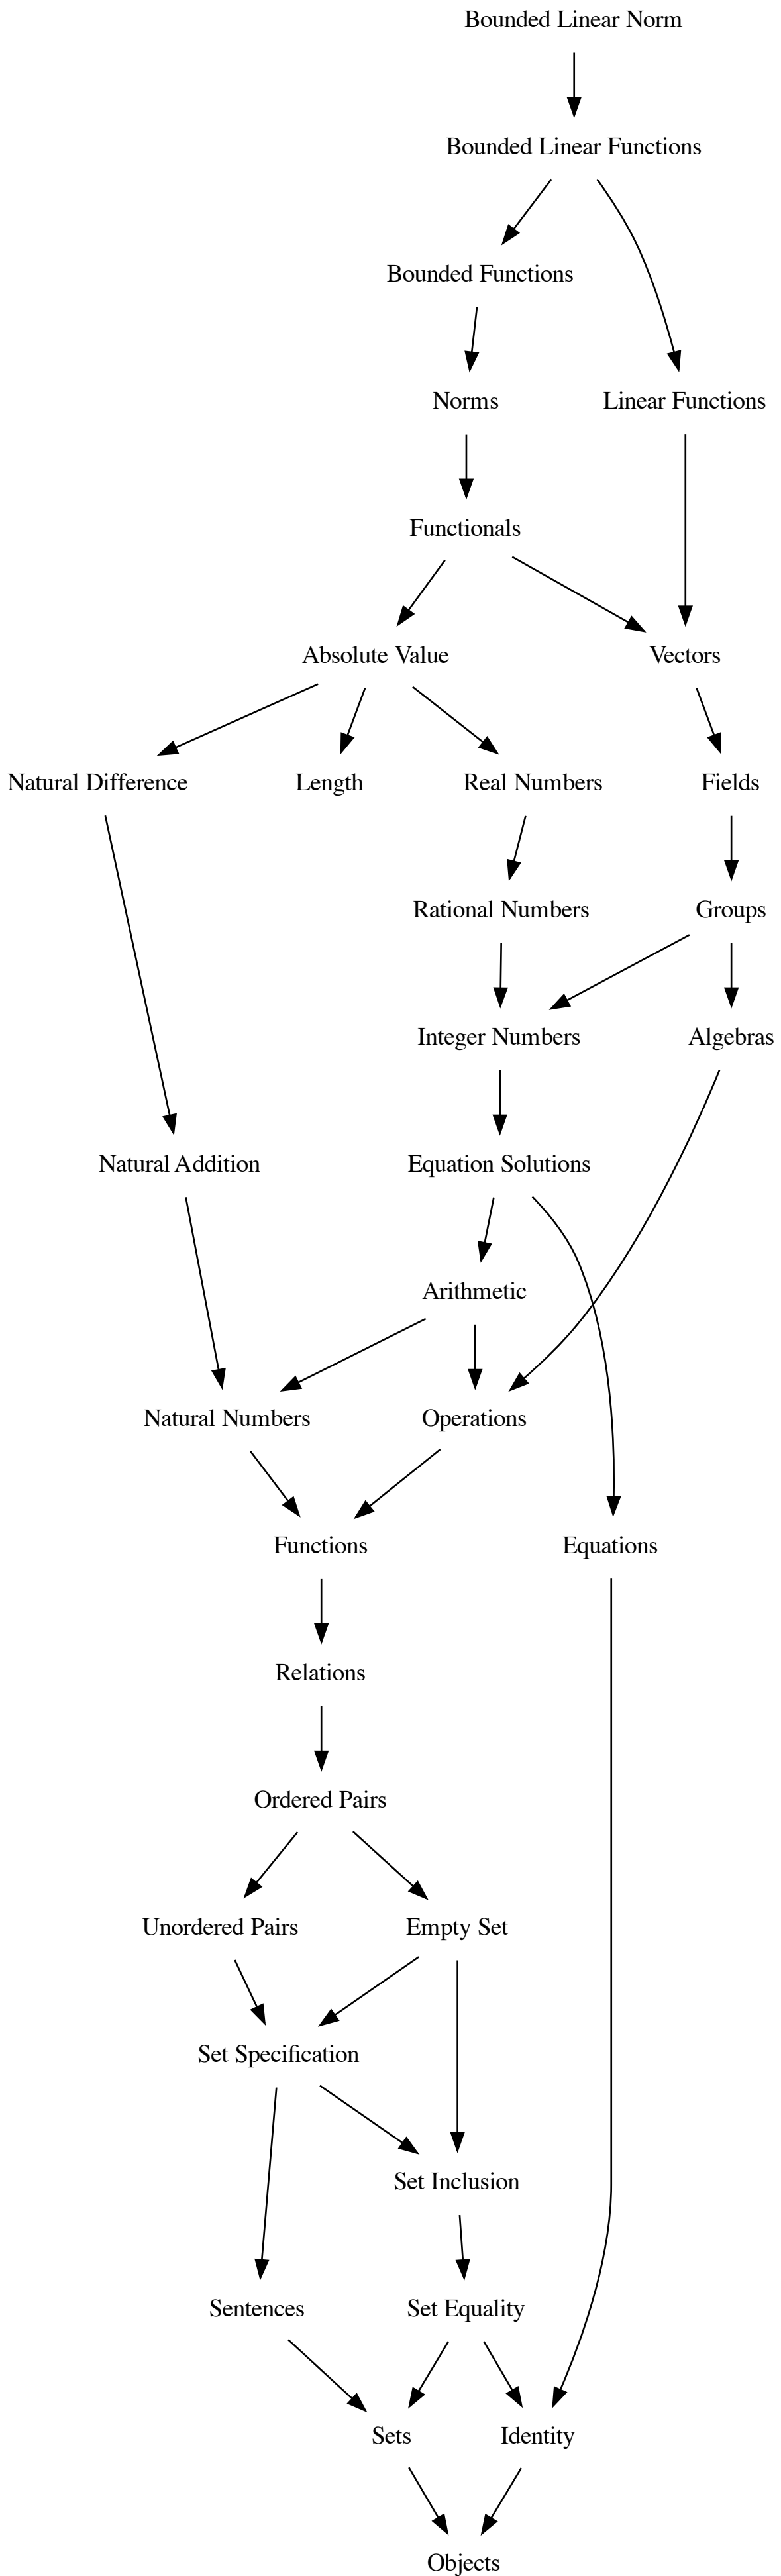 Bounded Linear Norm
Bounded Linear Functions
Bounded Functions
Norms
Linear Functions
Functionals
Absolute Value
Vectors
Natural Difference
Length
Real Numbers
Fields
Rational Numbers
Groups
Integer Numbers
Algebras
Natural Addition
Equation Solutions
Arithmetic
Natural Numbers
Operations
Functions
Equations
Relations
Ordered Pairs
Unordered Pairs
Empty Set
Set Specification
Set Inclusion
Sentences
Set Equality
Sets
Identity
Objects